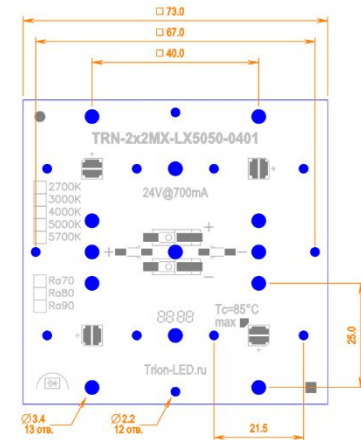 □ 73.0
□ 67.0
□ 40.0
TRN-2x2MX-LX5050-0401
24V@700mA
2700K
3000K
4000K
5000K
5700K
+
+ −
−
Ra70
Ra80
Ra90
8888
Tc=85°C
max
25.0
Trion-LED.ru
Ø3.4
13 отв.
Ø2.2
12 отв.
21.5